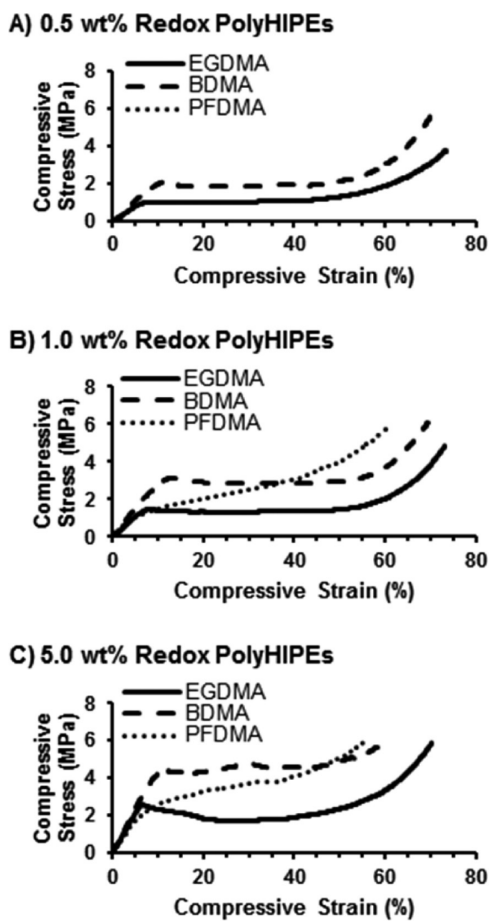 A) 0.5 wt% Redox PolyHIPEs
EGDMA
BDMA
PFDMA
Compressive
Stress (MPa)
8
6
4
2
0
0 20 40 60 80
Compressive Strain (%)
B) 1.0 wt% Redox PolyHIPEs
EGDMA
BDMA
PFDMA
Compressive
Stress (MPa)
8
6
4
2
0
0 20 40 60 80
Compressive Strain (%)
C) 5.0 wt% Redox PolyHIPEs
EGDMA
BDMA
PFDMA
Compressive
Stress (MPa)
8
6
4
2
0
0 20 40 60 80
Compressive Strain (%)